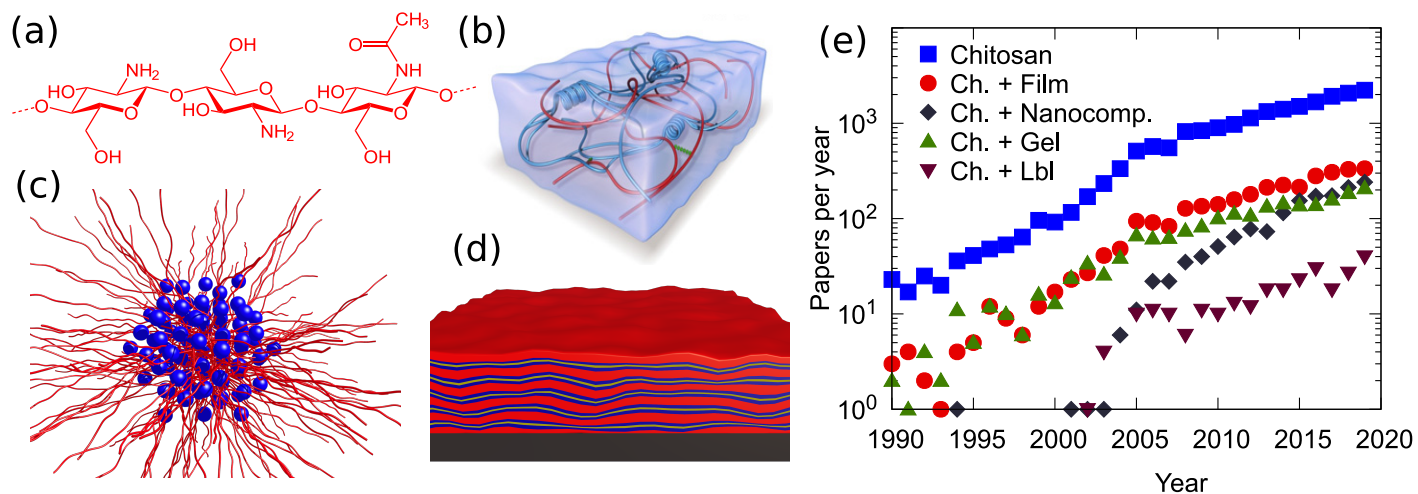 (a)
CH3
O
NH
OH
NH2
HO
O
O
HO
O
O
HO
O
O
O
NH2
OH
OH
(b)
(c)
(d)
(e)
Chitosan
Ch. + Film
Ch. + Nanocomp.
Ch. + Gel
Ch. + Lbl
Papers per year
10^3
10^2
10^1
10^0
1990 1995 2000 2005 2010 2015 2020
Year